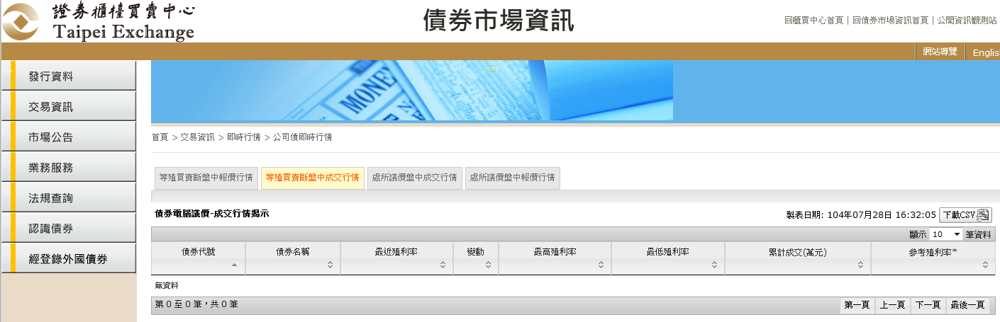 證券櫃檯買賣中心
Taipei Exchange
債券市場資訊
回櫃買中心首頁 | 回債券市場資訊首頁 | 公開資訊觀測站
網站導覽 Englis
發行資料
交易資訊
市場公告
業務服務
法規查詢
認識債券
經登錄外國債券
MONEY
首頁 > 交易資訊 > 即時行情 > 公司債即時行情
等殖買賣斷盤中報價行情 等殖買賣斷盤中成交行情 處所議價盤中成交行情 處所議價盤中報價行情
債券電腦議價-成交行情揭示 製表日期: 104年07月28日 16:32:05 下載CSV
顯示 10 筆資料
債券代號 債券名稱 最近殖利率 變動 最高殖利率 最低殖利率 累計成交(萬元) 參考殖利率*
無資料
第 0 至 0 筆，共 0 筆 第一頁 上一頁 下一頁 最後一頁